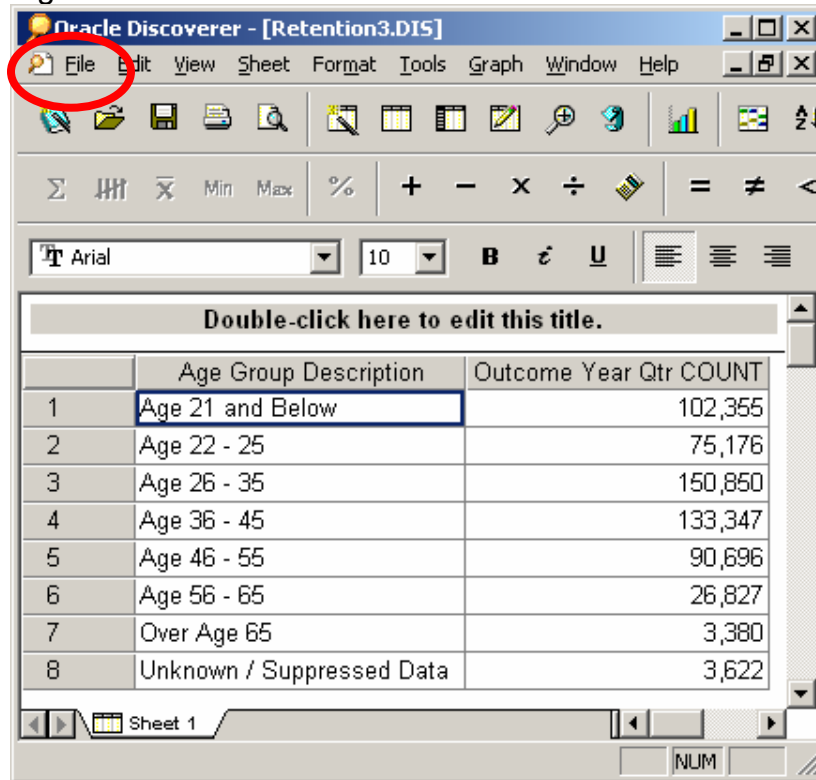 Oracle Discoverer - [Retention3.DIS]
File Edit View Sheet Format Tools Graph Window Help
Σ Min Max % + - × ÷ = ≠ <
Arial 10 B i U
Double-click here to edit this title.
Age Group Description Outcome Year Qtr COUNT
1 Age 21 and Below 102,355
2 Age 22 - 25 75,176
3 Age 26 - 35 150,850
4 Age 36 - 45 133,347
5 Age 46 - 55 90,696
6 Age 56 - 65 26,827
7 Over Age 65 3,380
8 Unknown / Suppressed Data 3,622
Sheet 1
NUM